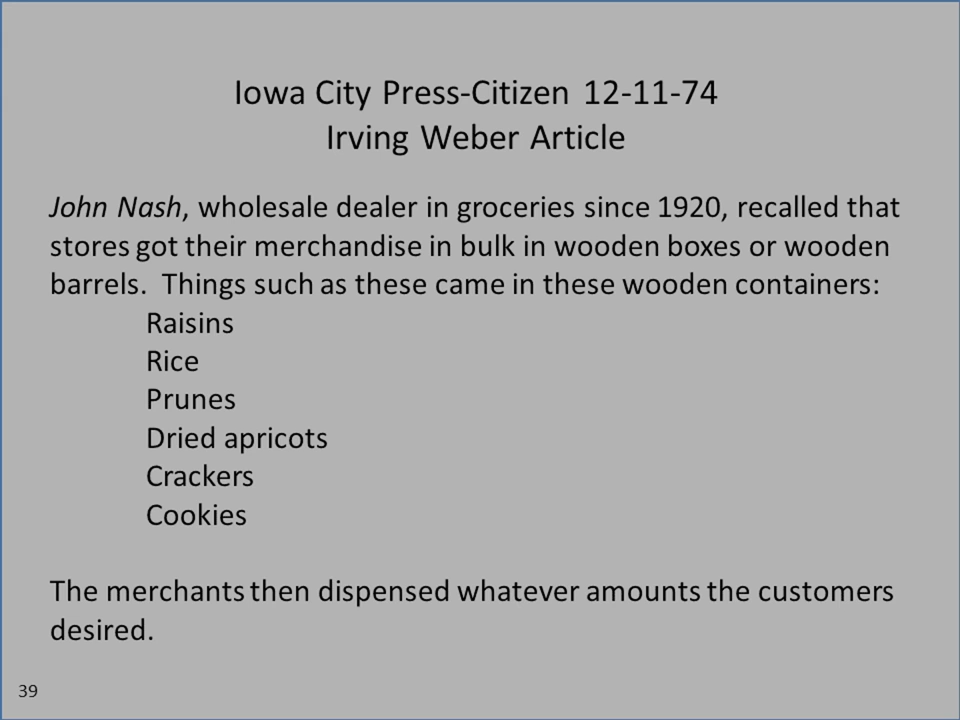 Iowa City Press-Citizen 12-11-74
Irving Weber Article
John Nash, wholesale dealer in groceries since 1920, recalled that
stores got their merchandise in bulk in wooden boxes or wooden
barrels.  Things such as these came in these wooden containers:
Raisins
Rice
Prunes
Dried apricots
Crackers
Cookies
The merchants then dispensed whatever amounts the customers
desired.
39